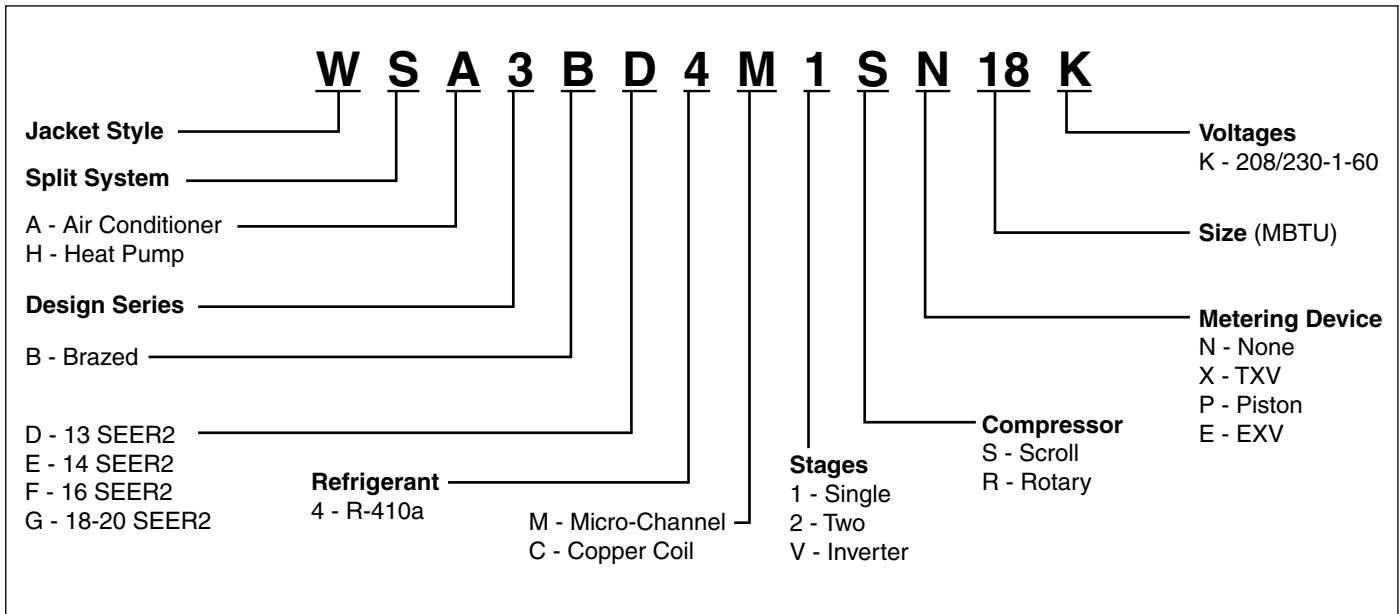 W S A 3 B D 4 M 1 S N 18 K
Jacket Style
Split System
A - Air Conditioner
H - Heat Pump
Design Series
B - Brazed
D - 13 SEER2
E - 14 SEER2
F - 16 SEER2
G - 18-20 SEER2
Refrigerant
4 - R-410a
M - Micro-Channel
C - Copper Coil
Stages
1 - Single
2 - Two
V - Inverter
Compressor
S - Scroll
R - Rotary
Metering Device
N - None
X - TXV
P - Piston
E - EXV
Size (MBTU)
Voltages
K - 208/230-1-60